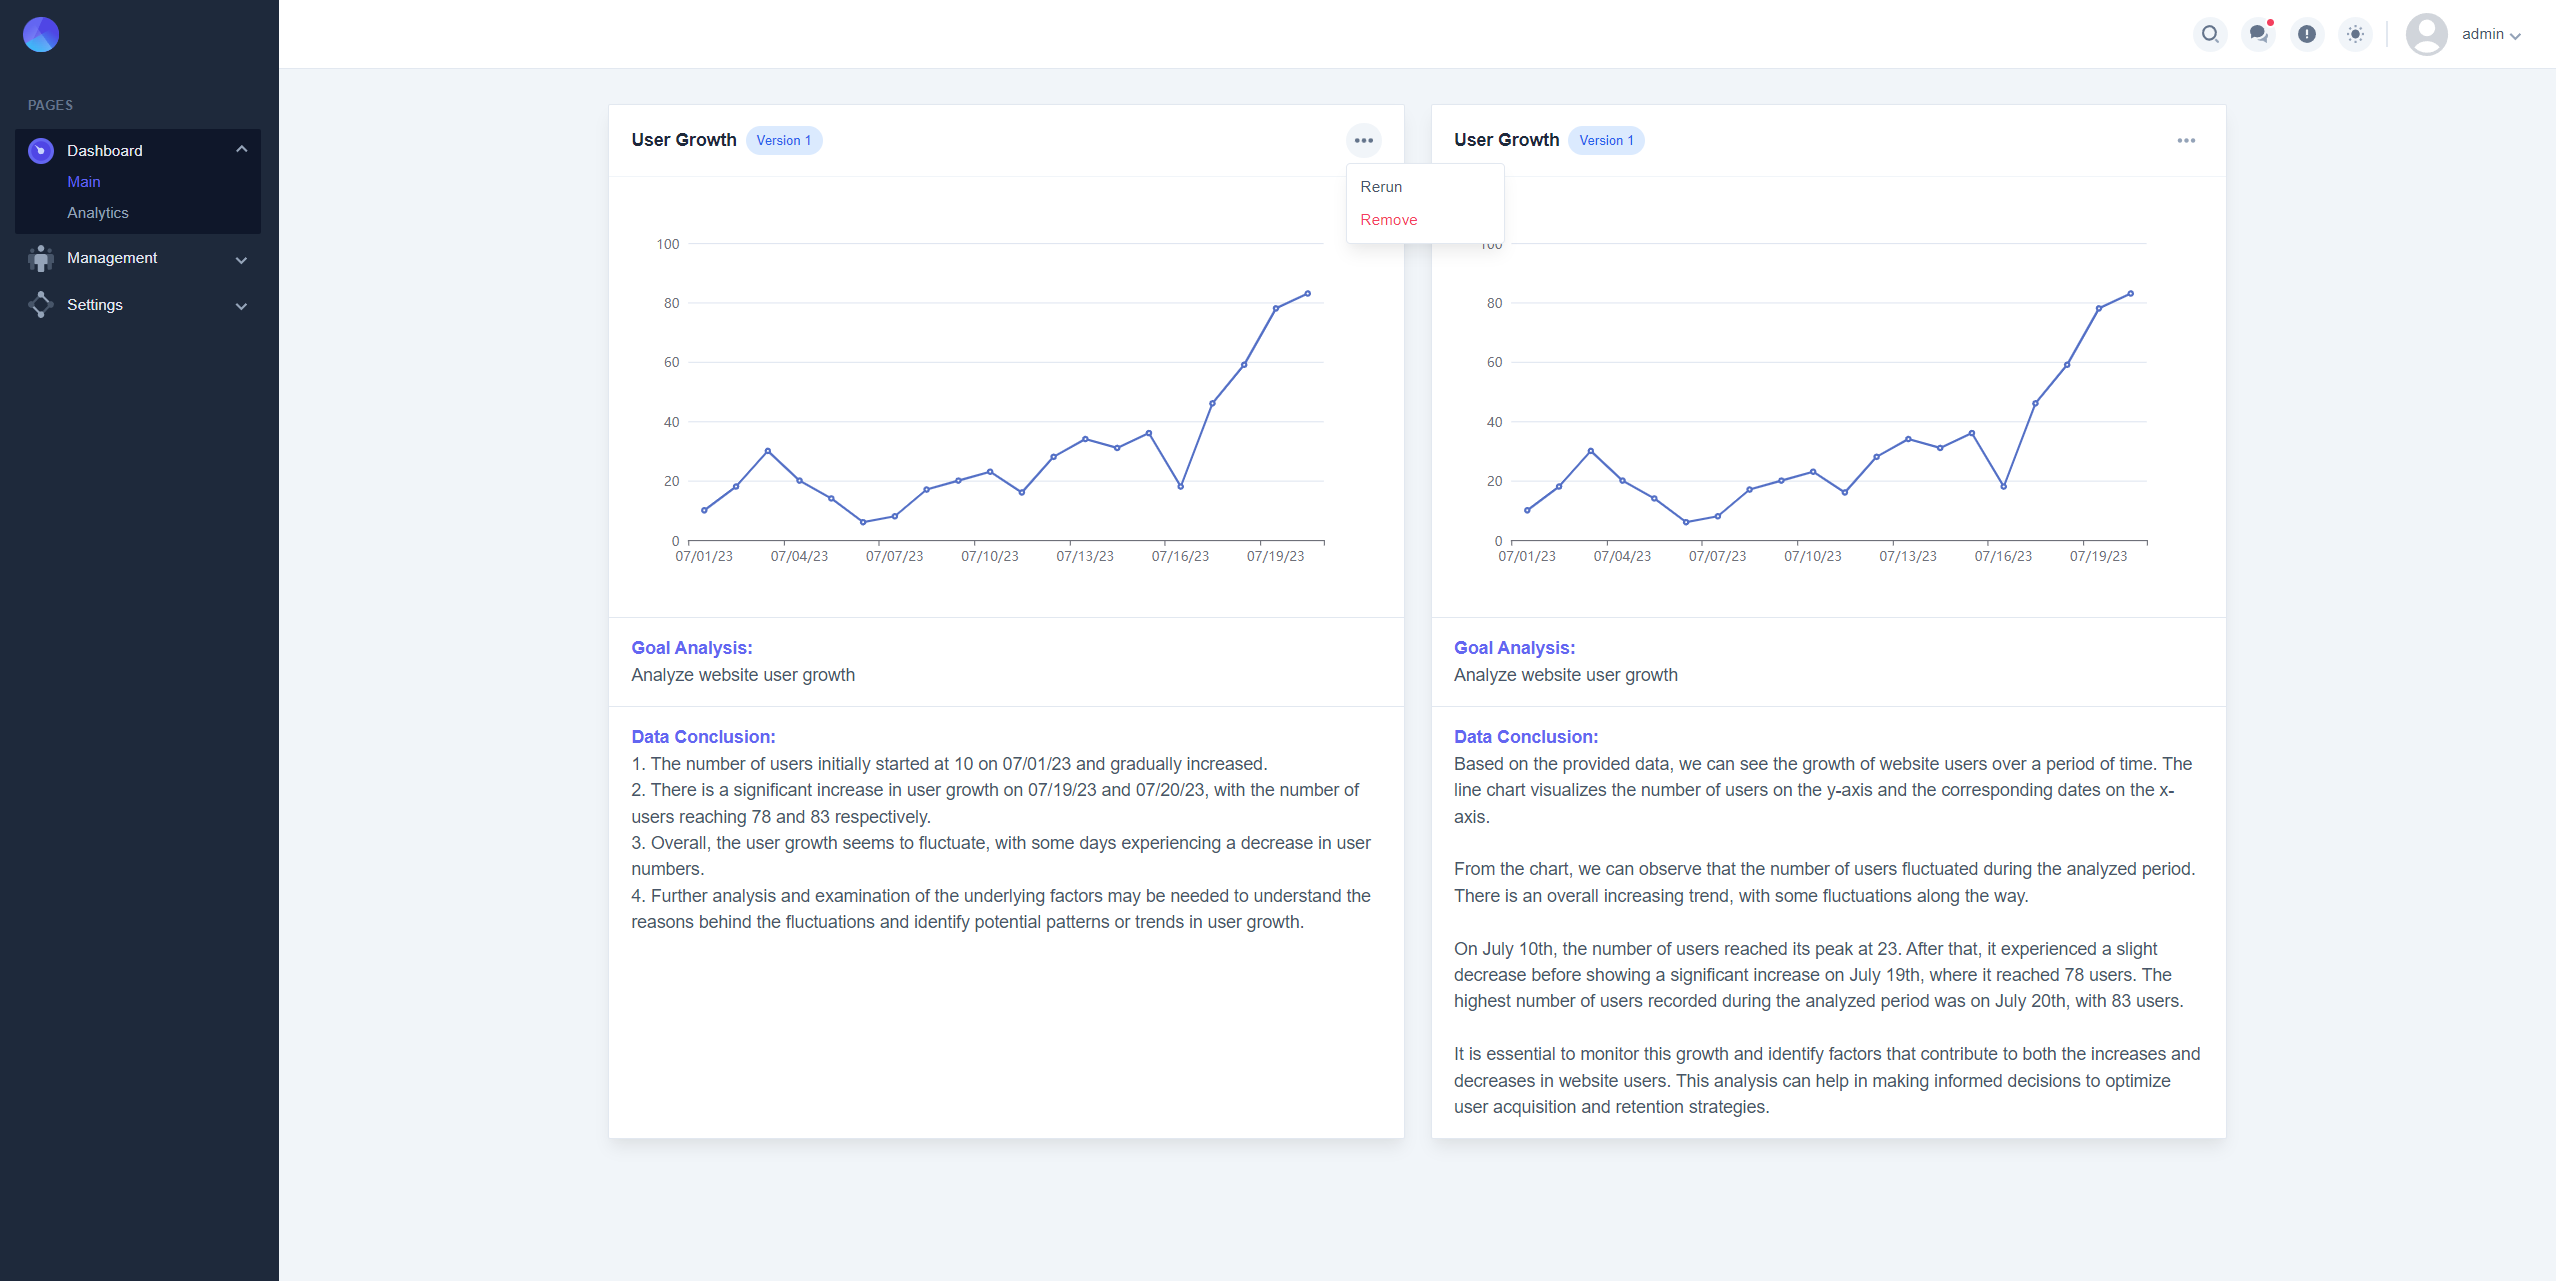 admin
PAGES
Dashboard
Main
Analytics
Management
Settings
User Growth Version 1
Rerun
Remove
100
80
60
40
20
0
07/01/23 07/04/23 07/07/23 07/10/23 07/13/23 07/16/23 07/19/23
Goal Analysis:
Analyze website user growth
Data Conclusion:
1. The number of users initially started at 10 on 07/01/23 and gradually increased.
2. There is a significant increase in user growth on 07/19/23 and 07/20/23, with the number of
users reaching 78 and 83 respectively.
3. Overall, the user growth seems to fluctuate, with some days experiencing a decrease in user
numbers.
4. Further analysis and examination of the underlying factors may be needed to understand the
reasons behind the fluctuations and identify potential patterns or trends in user growth.
User Growth Version 1
100
80
60
40
20
0
07/01/23 07/04/23 07/07/23 07/10/23 07/13/23 07/16/23 07/19/23
Goal Analysis:
Analyze website user growth
Data Conclusion:
Based on the provided data, we can see the growth of website users over a period of time. The
line chart visualizes the number of users on the y-axis and the corresponding dates on the x-
axis.
From the chart, we can observe that the number of users fluctuated during the analyzed period.
There is an overall increasing trend, with some fluctuations along the way.
On July 10th, the number of users reached its peak at 23. After that, it experienced a slight
decrease before showing a significant increase on July 19th, where it reached 78 users. The
highest number of users recorded during the analyzed period was on July 20th, with 83 users.
It is essential to monitor this growth and identify factors that contribute to both the increases and
decreases in website users. This analysis can help in making informed decisions to optimize
user acquisition and retention strategies.